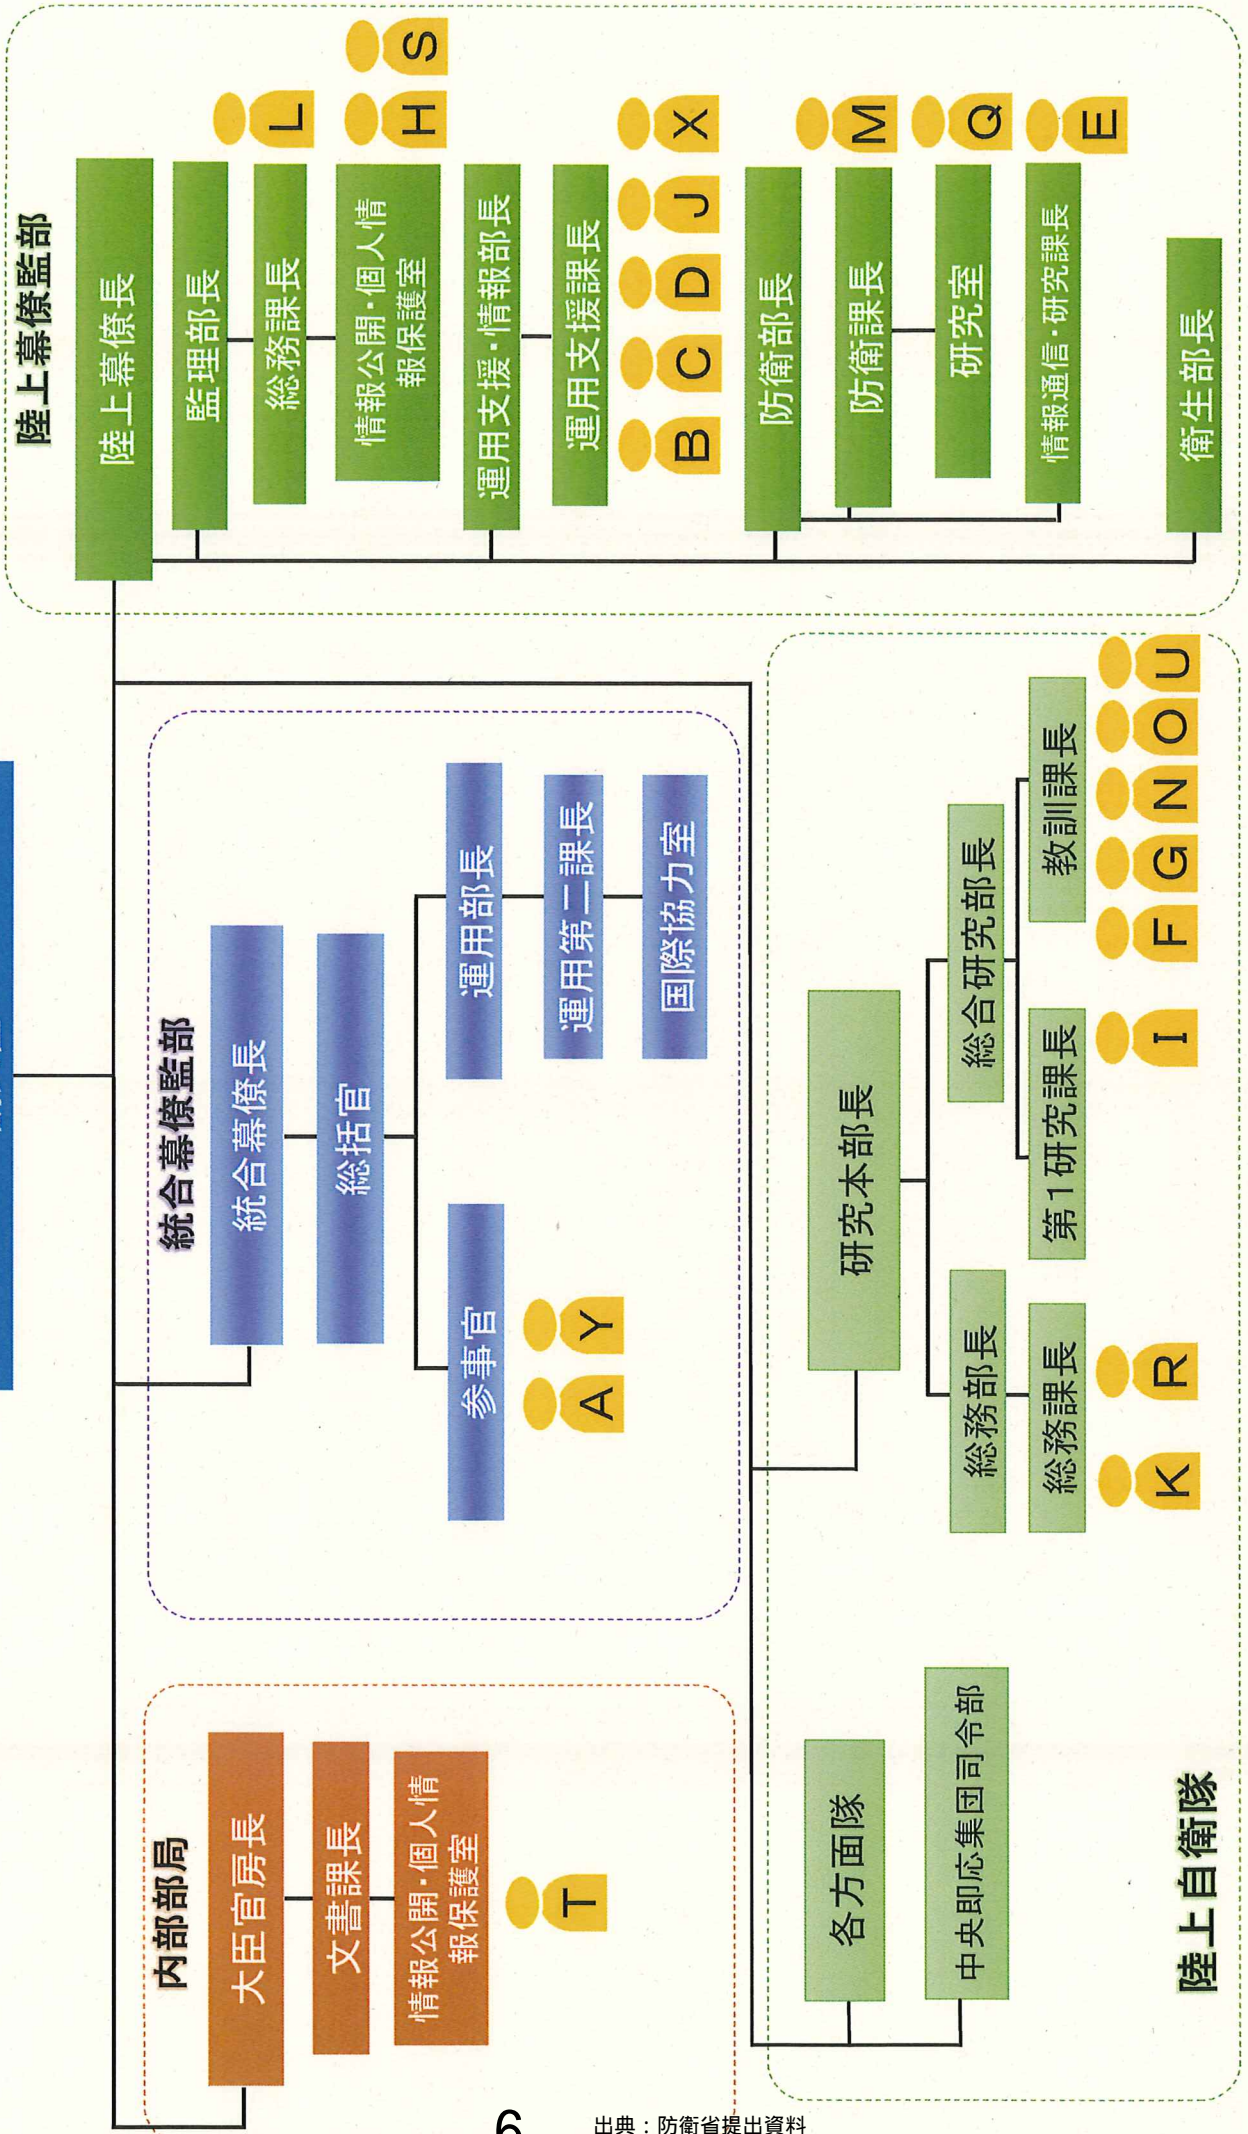 内部部局
大臣官房長
文書課長
情報公開・個人情
報保護室
T
統合幕僚監部
統合幕僚長
総括官
参事官
A
Y
運用部長
運用第二課長
国際協力室
陸上幕僚監部
陸上幕僚長
監理部長
総務課長
L
情報公開・個人情
報保護室
H
S
運用支援・情報部長
運用支援課長
B
C
D
J
X
防衛部長
防衛課長
M
研究室
Q
情報通信・研究課長
E
衛生部長
陸上自衛隊
各方面隊
中央即応集団司令部
研究本部長
総務部長
総務課長
K
R
総合研究部長
第1研究課長
I
教訓課長
F
G
N
O
U
6
出典：防衛省提出資料